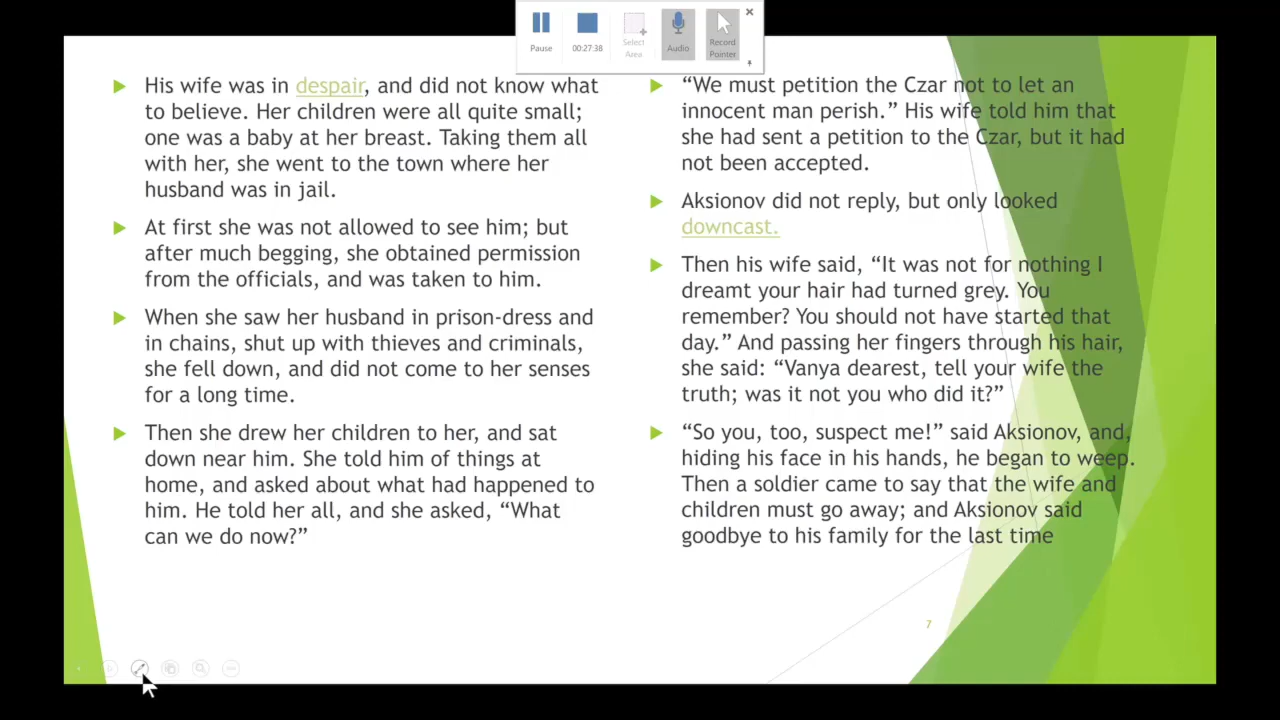 Pause
00:27:38
Select
Area
Audio
Record
Pointer
His wife was in despair, and did not know what
to believe. Her children were all quite small;
one was a baby at her breast. Taking them all
with her, she went to the town where her
husband was in jail.
At first she was not allowed to see him; but
after much begging, she obtained permission
from the officials, and was taken to him.
When she saw her husband in prison-dress and
in chains, shut up with thieves and criminals,
she fell down, and did not come to her senses
for a long time.
Then she drew her children to her, and sat
down near him. She told him of things at
home, and asked about what had happened to
him. He told her all, and she asked, “What
can we do now?”
“We must petition the Czar not to let an
innocent man perish.” His wife told him that
she had sent a petition to the Czar, but it had
not been accepted.
Aksionov did not reply, but only looked
downcast.
Then his wife said, “It was not for nothing I
dreamt your hair had turned grey. You
remember? You should not have started that
day.” And passing her fingers through his hair,
she said: “Vanya dearest, tell your wife the
truth; was it not you who did it?”
“So you, too, suspect me!” said Aksionov, and,
hiding his face in his hands, he began to weep.
Then a soldier came to say that the wife and
children must go away; and Aksionov said
goodbye to his family for the last time
7